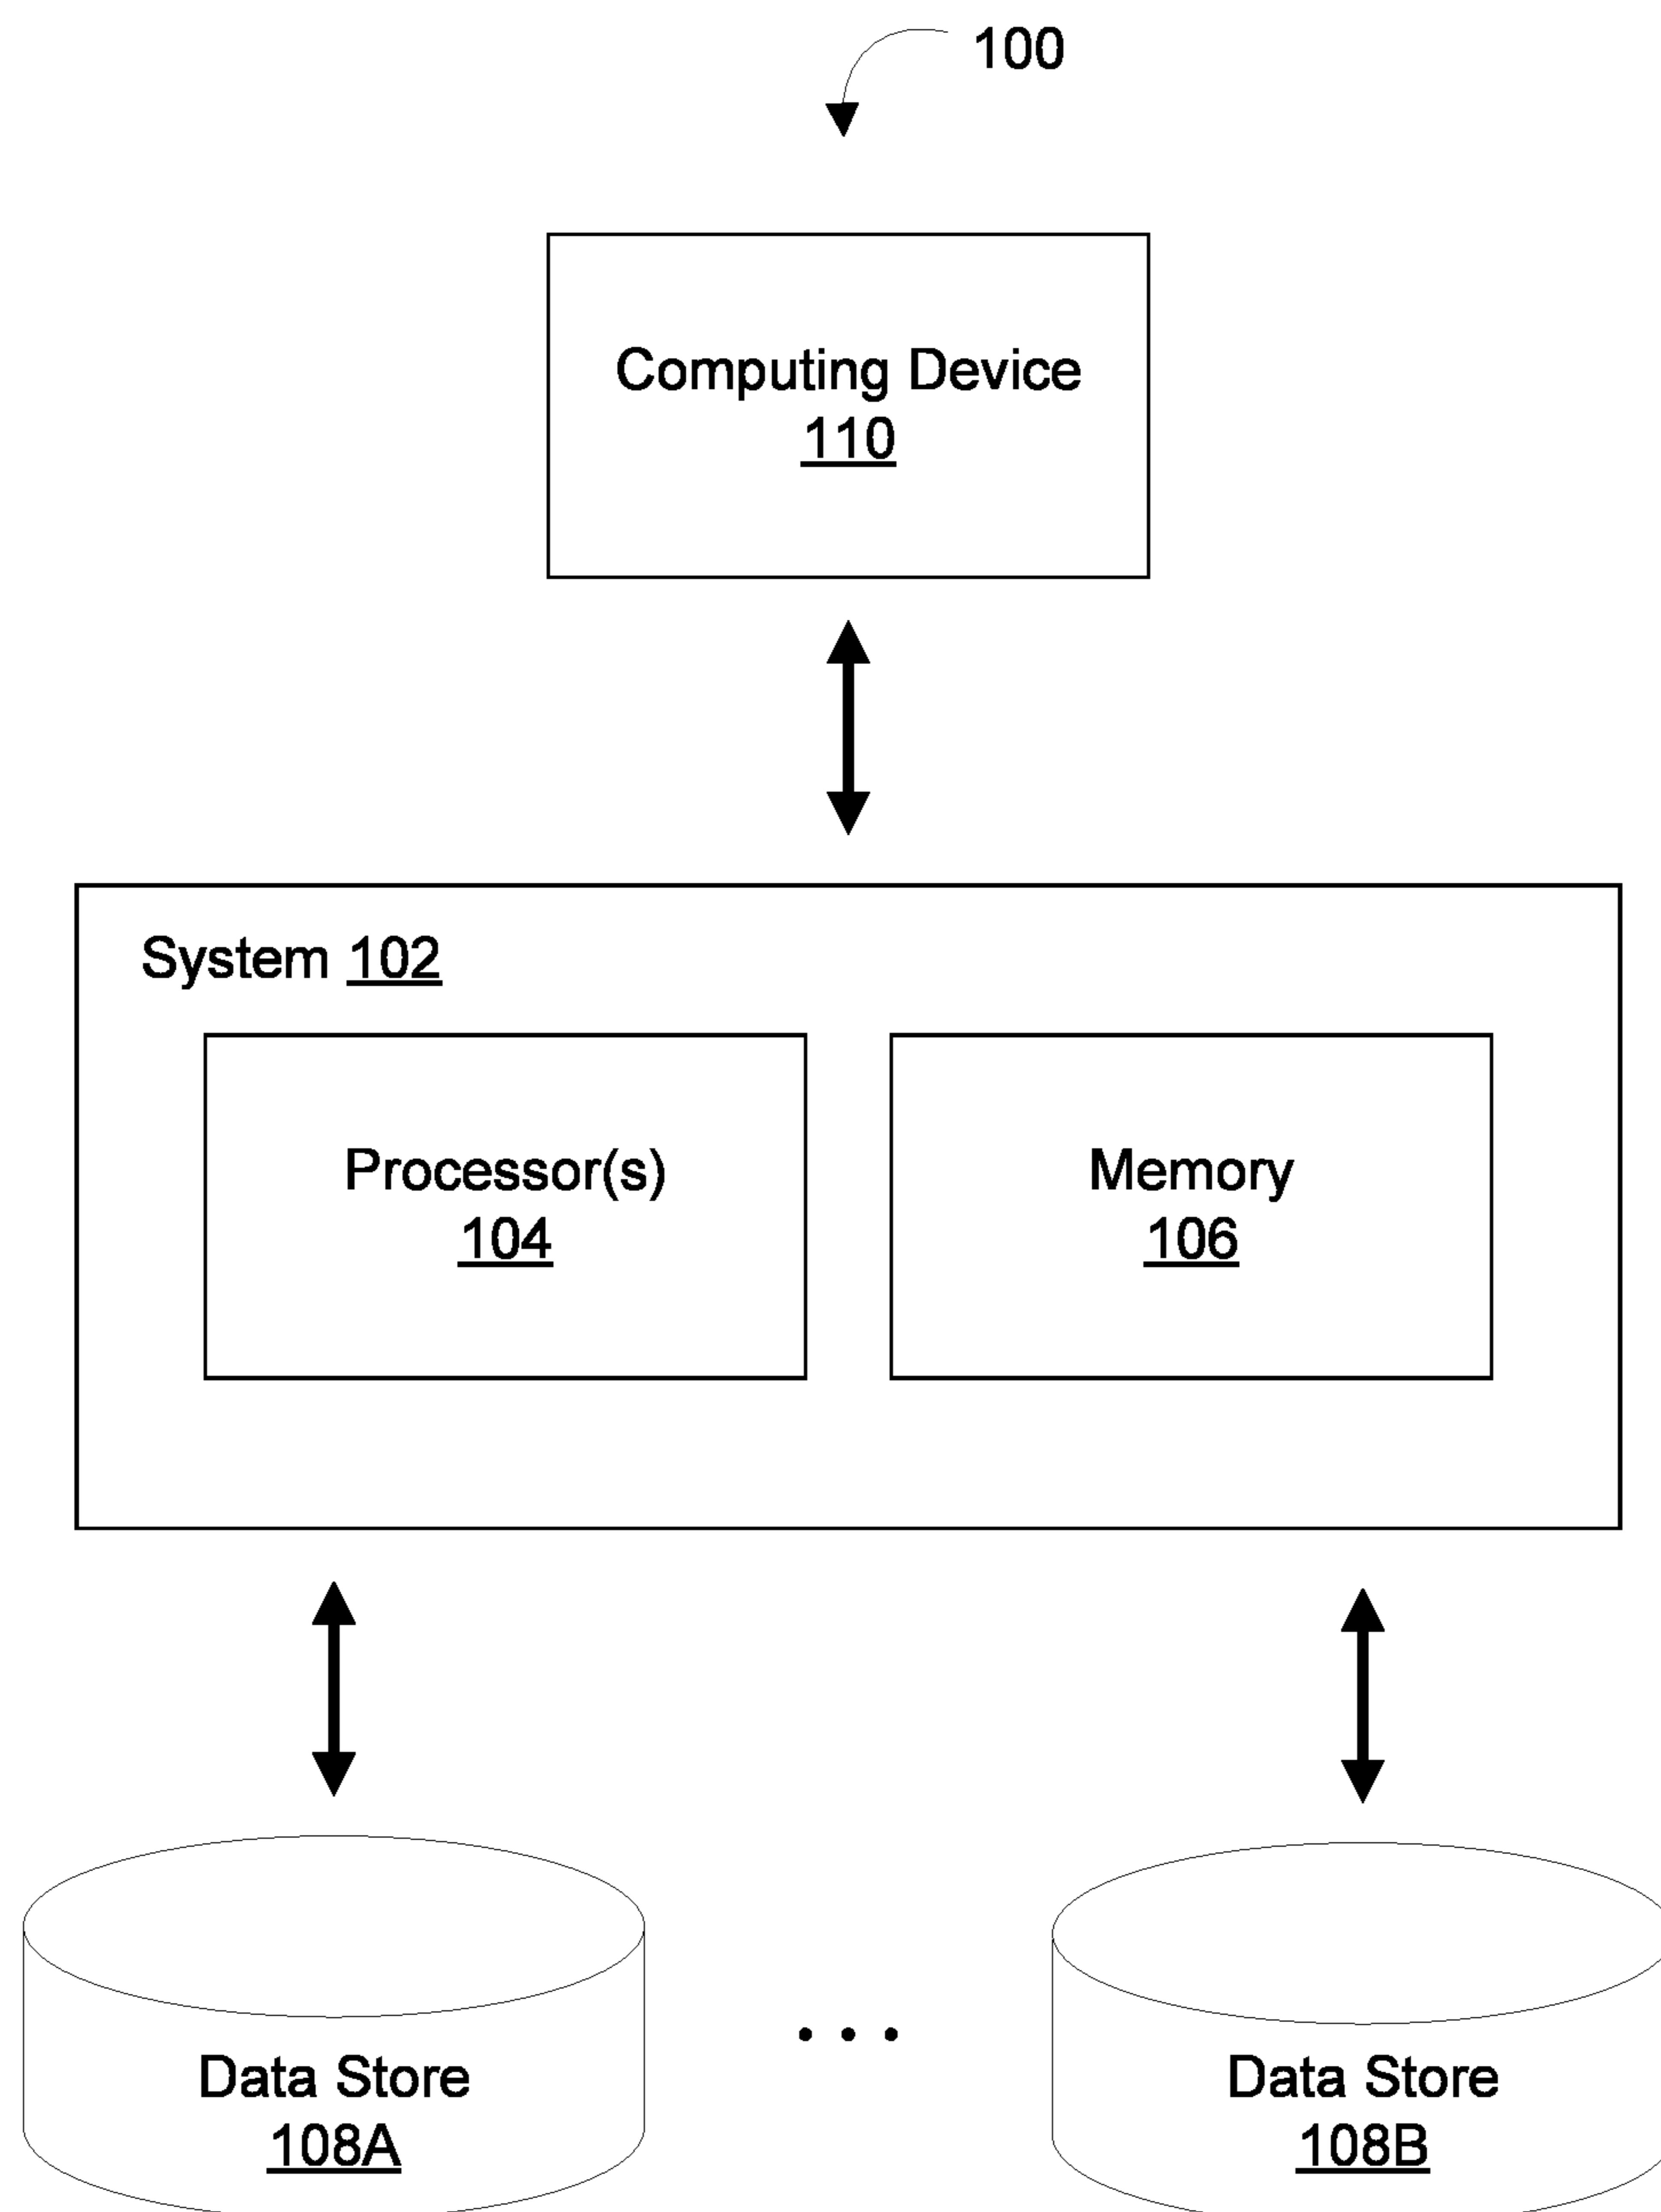 100
Computing Device
110
System 102
Processor(s)
104
Memory
106
Data Store
108A
Data Store
108B